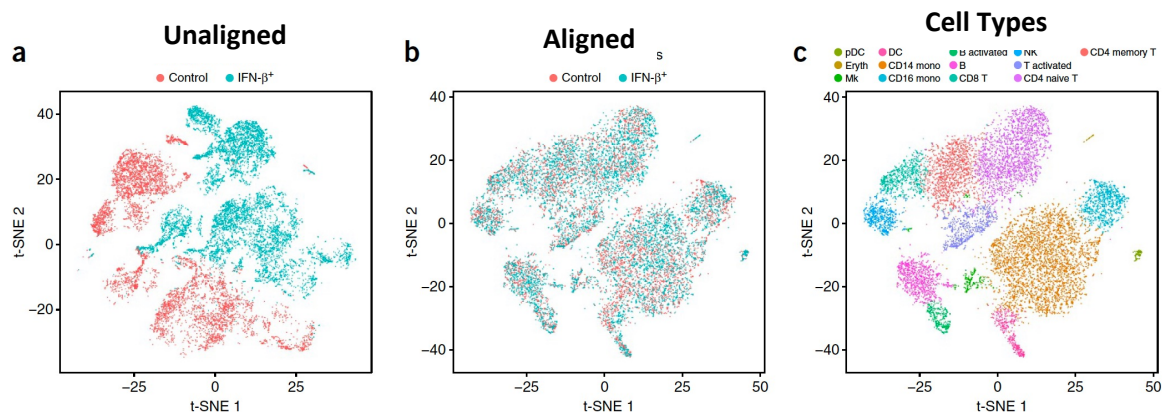 Unaligned
Aligned
Cell Types
a
b
s
c
Control IFN-β+
Control IFN-β+
pDC DC B activated NK CD4 memory T
Eryth CD14 mono B T activated
Mk CD16 mono CD8 T CD4 naive T
40
20
0
−20
t-SNE 2
−25 0 25
t-SNE 1
40
20
0
−20
−40
t-SNE 2
−25 0 25 50
t-SNE 1
40
20
0
−20
−40
t-SNE 2
−25 0 25 50
t-SNE 1